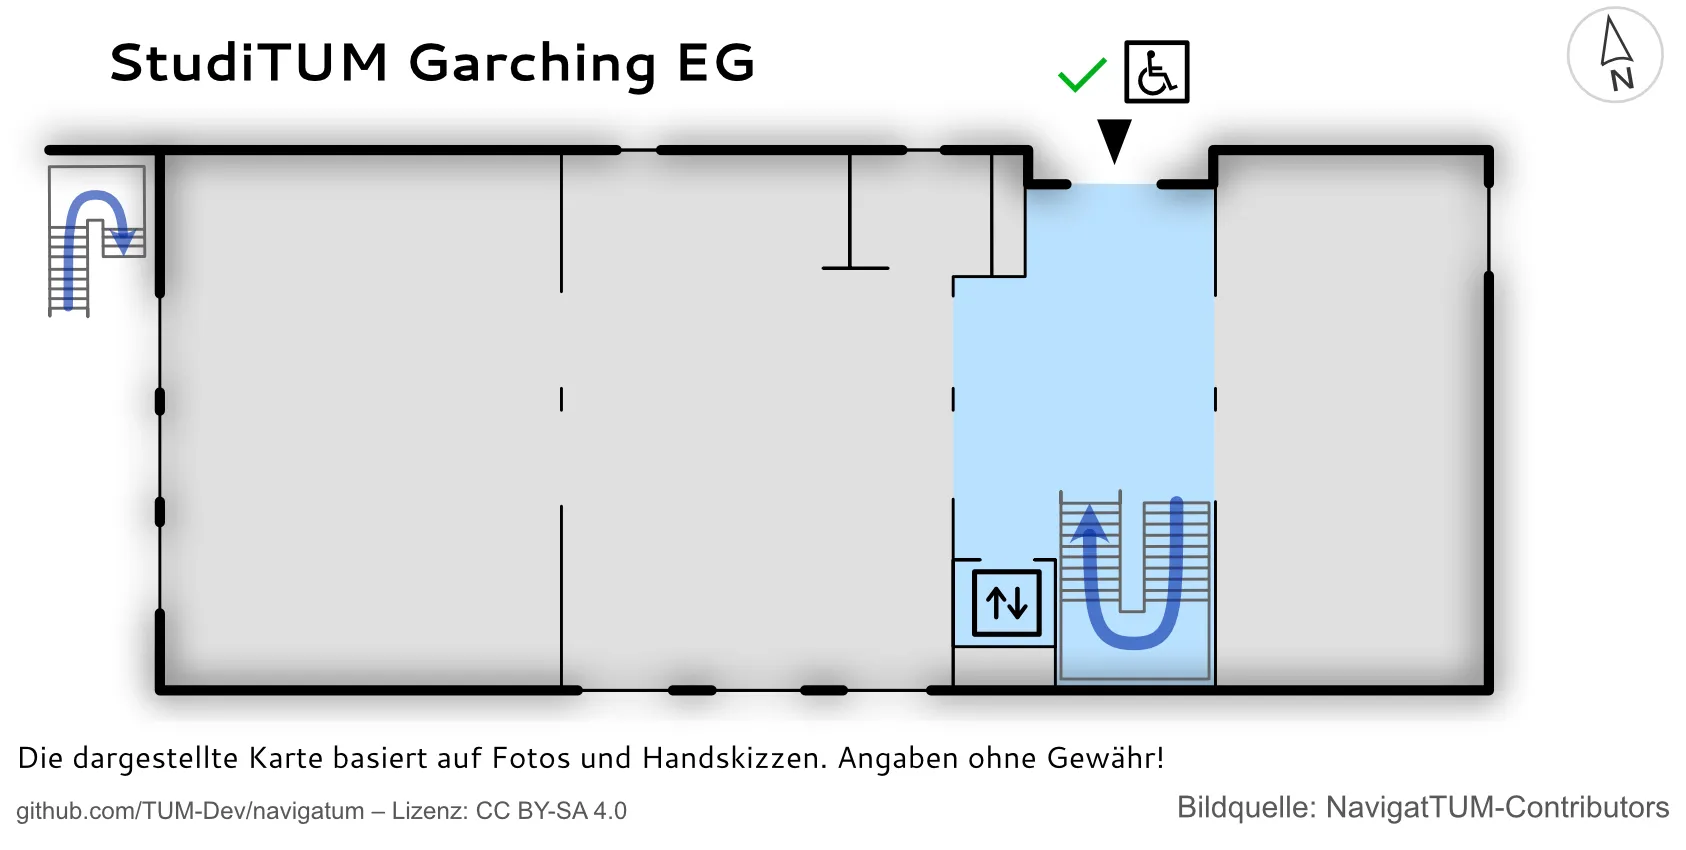 StudiTUM Garching EG
N
Die dargestellte Karte basiert auf Fotos und Handskizzen. Angaben ohne Gewähr!
github.com/TUM-Dev/navigatum – Lizenz: CC BY-SA 4.0
Bildquelle: NavigatTUM-Contributors